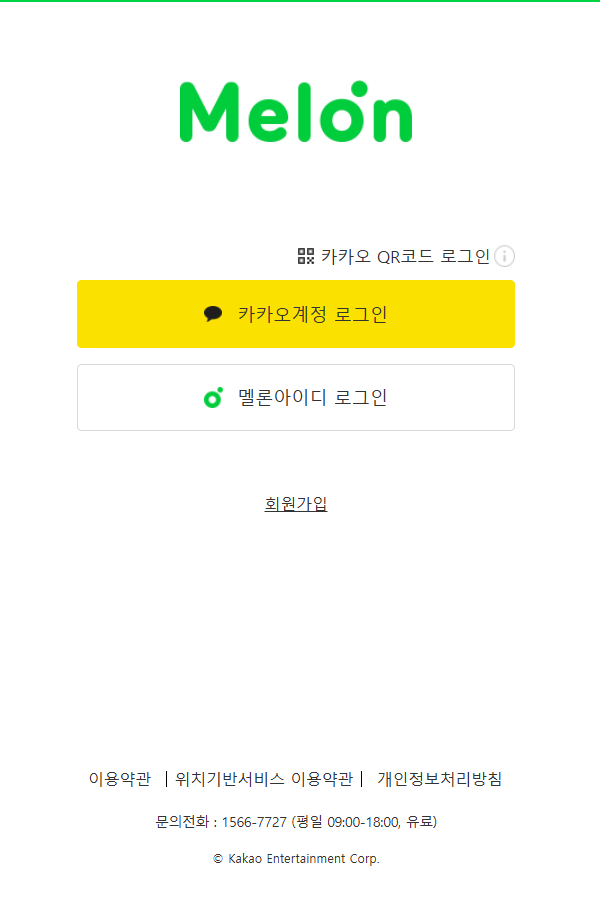 Melon
카카오 QR코드 로그인
카카오계정 로그인
멜론아이디 로그인
회원가입
이용약관 | 위치기반서비스 이용약관 | 개인정보처리방침
문의전화 : 1566-7727 (평일 09:00-18:00, 유료)
© Kakao Entertainment Corp.